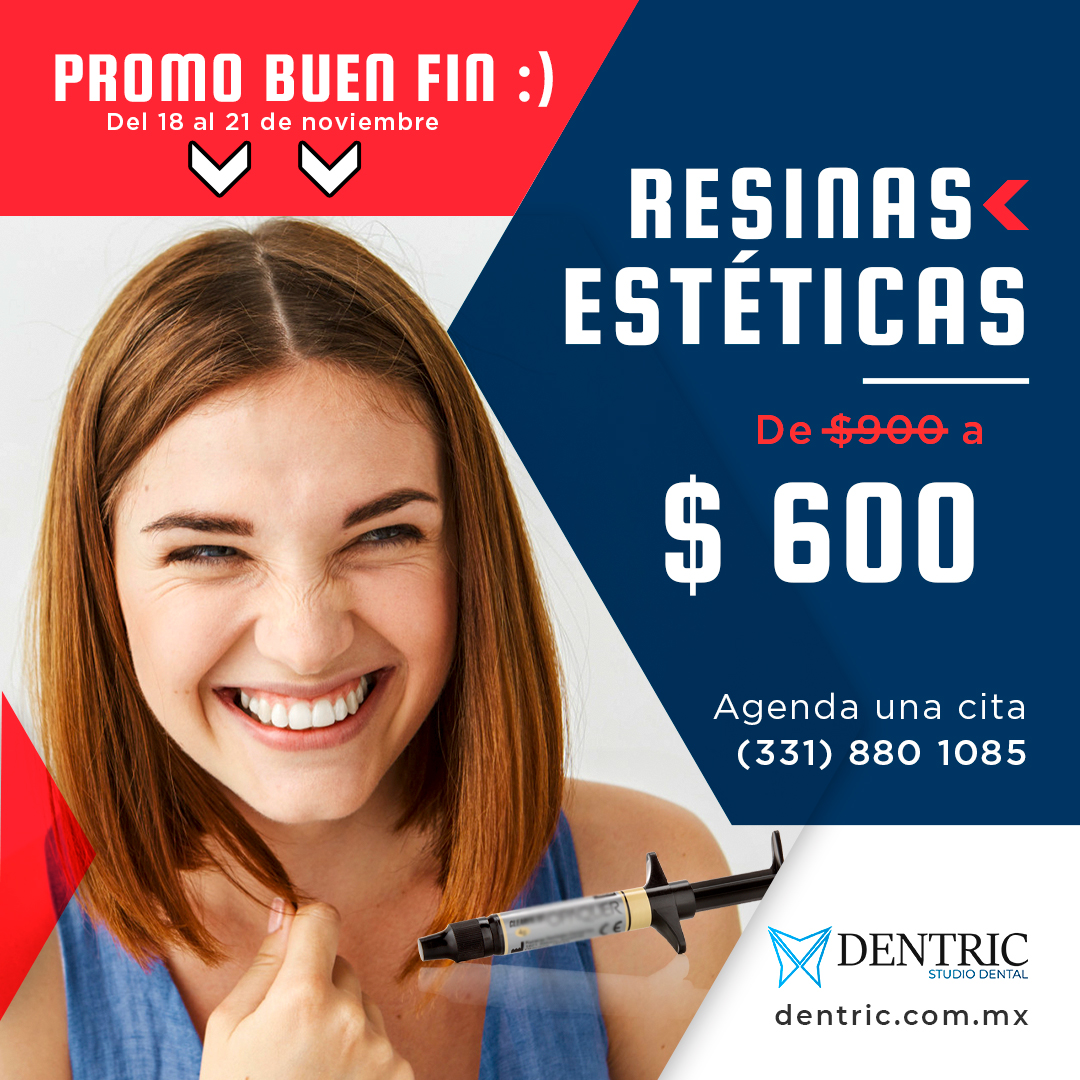 PROMO BUEN FIN :)
Del 18 al 21 de noviembre
RESINAS
ESTÉTICAS
De $900 a
$ 600
Agenda una cita
(331) 880 1085
DENTRIC
STUDIO DENTAL
dentric.com.mx